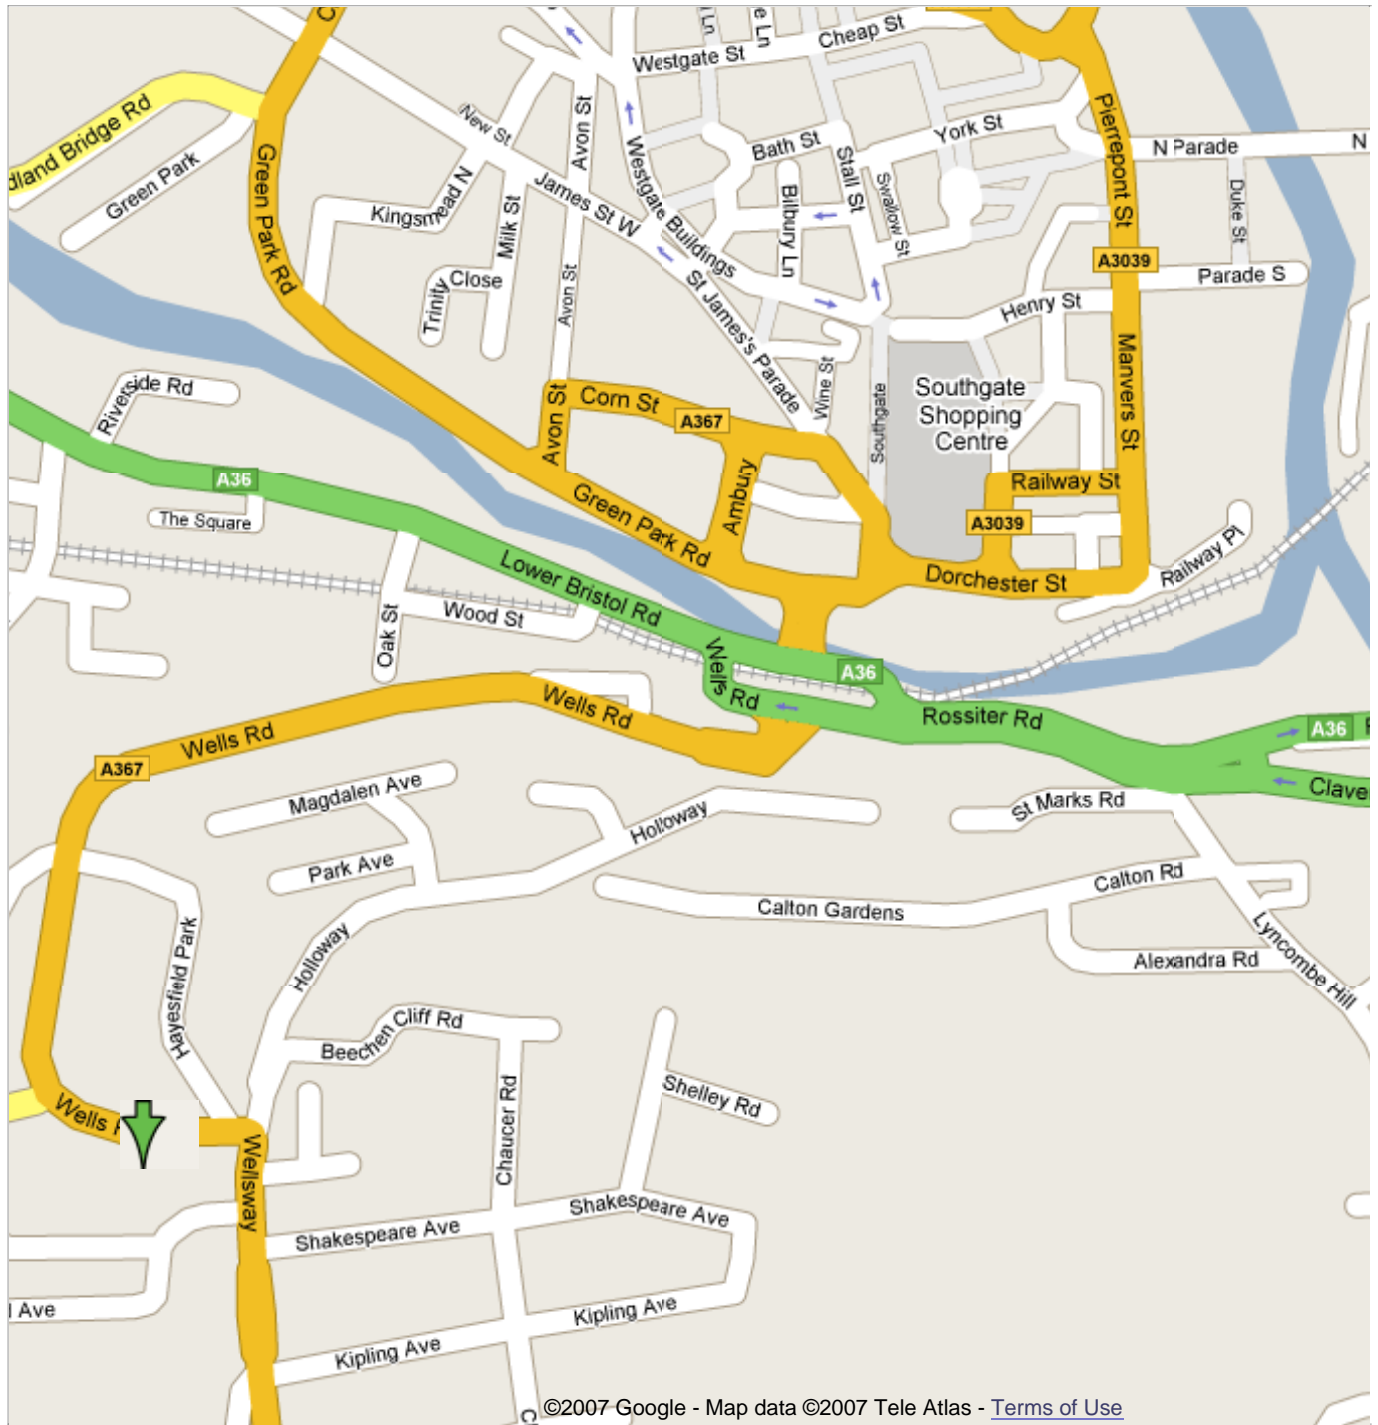 Westgate St
Cheap St
dland Bridge Rd
Green Park
Green Park Rd
New St
Avon St
Kingsmead N
Milk St
James St W
Westgate Buildings
Bath St
Stall St
York St
Swallow St
Bilbury Ln
Pierrepont St
N Parade
N
Duke St
A3039
Parade S
Trinity
Close
Avon St
St James's Parade
Henry St
Wine St
Southgate
Southgate
Shopping
Centre
Manvers St
Riverside Rd
Avon St
Corn St
A367
A36
The Square
Ambury
Railway St
A3039
Green Park Rd
Railway Pl
Dorchester St
Lower Bristol Rd
Wood St
Oak St
Wells Rd
A36
Wells Rd
Wells Rd
Rossiter Rd
A36
A367
Magdalen Ave
Holloway
St Marks Rd
Clave
Park Ave
Calton Rd
Calton Gardens
Hayesfield Park
Holloway
Lyncombe Hill
Alexandra Rd
Beechen Cliff Rd
Chaucer Rd
Shelley Rd
Wells
Wellsway
Shakespeare Ave
Shakespeare Ave
l Ave
Kipling Ave
Kipling Ave
©2007 Google - Map data ©2007 Tele Atlas - Terms of Use